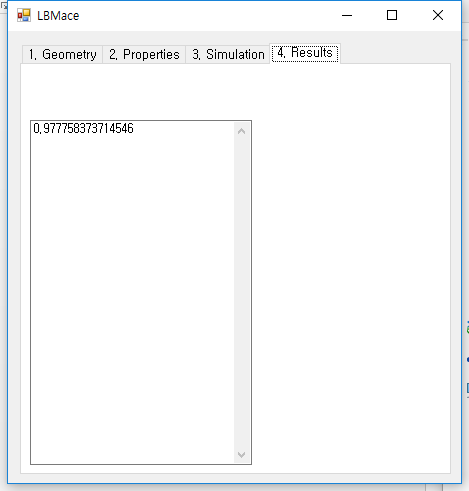 LBMace
1. Geometry 2. Properties 3. Simulation 4. Results
0.977758373714546